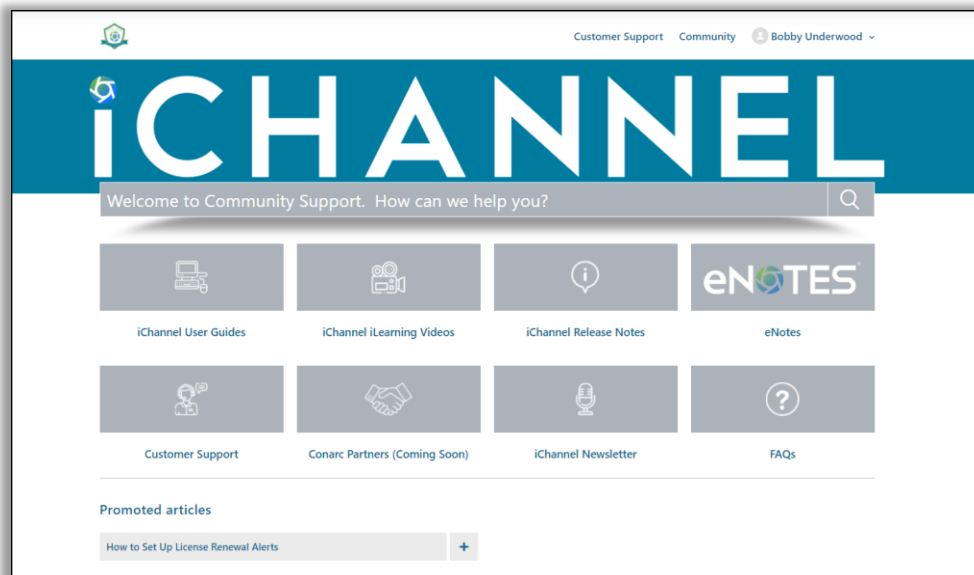 Customer Support Community Bobby Underwood
iCHANNEL
Welcome to Community Support. How can we help you?
eNOTES
iChannel User Guides iChannel iLearning Videos iChannel Release Notes eNotes
Customer Support Conarc Partners (Coming Soon) iChannel Newsletter FAQs
Promoted articles
How to Set Up License Renewal Alerts +